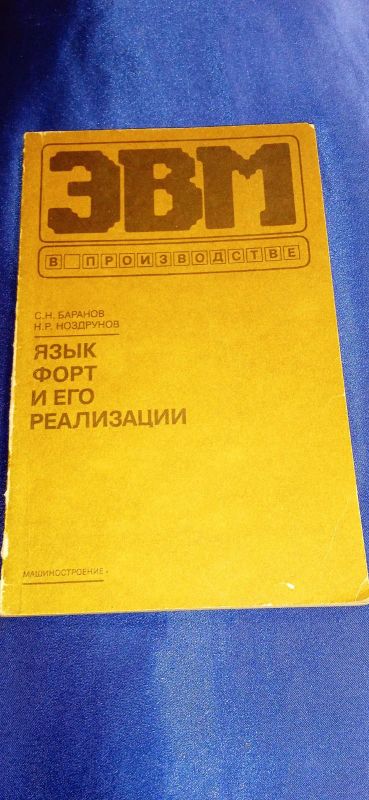 ЭВМ
В ПРОИЗВОДСТВЕ
С.Н. БАРАНОВ
Н.Р. НОЗДРУНОВ
ЯЗЫК
ФОРТ
И ЕГО
РЕАЛИЗАЦИИ
МАШИНОСТРОЕНИЕ